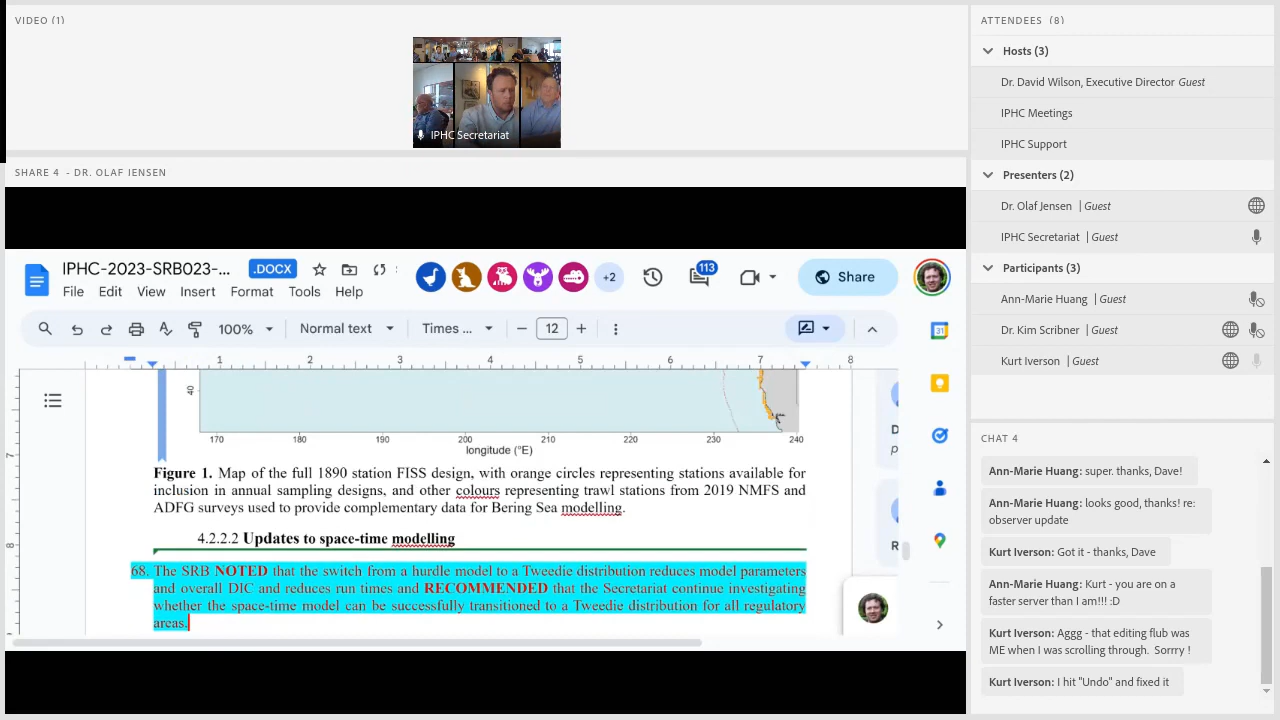 VIDEO (1)
IPHC Secretariat
SHARE 4 - DR. OLAF JENSEN
IPHC-2023-SRB023-... .DOCX
File Edit View Insert Format Tools Help
+2
113
Share
100% Normal text Times ... 12
31
1 2 3 4 5 6 7 8
40
170 180 190 200 210 220 230 240
longitude (°E)
7
8
D
p
R
Figure 1. Map of the full 1890 station FISS design, with orange circles representing stations available for
inclusion in annual sampling designs, and other colours representing trawl stations from 2019 NMFS and
ADFG surveys used to provide complementary data for Bering Sea modelling.
4.2.2.2 Updates to space-time modelling
68. The SRB NOTED that the switch from a hurdle model to a Tweedie distribution reduces model parameters
and overall DIC and reduces run times and RECOMMENDED that the Secretariat continue investigating
whether the space-time model can be successfully transitioned to a Tweedie distribution for all regulatory
areas.
ATTENDEES (8)
Hosts (3)
Dr. David Wilson, Executive Director Guest
IPHC Meetings
IPHC Support
Presenters (2)
Dr. Olaf Jensen | Guest
IPHC Secretariat | Guest
Participants (3)
Ann-Marie Huang | Guest
Dr. Kim Scribner | Guest
Kurt Iverson | Guest
CHAT 4
Ann-Marie Huang: super. thanks, Dave!
Ann-Marie Huang: looks good, thanks! re:
observer update
Kurt Iverson: Got it - thanks, Dave
Ann-Marie Huang: Kurt - you are on a
faster server than I am!!! :D
Kurt Iverson: Aggg - that editing flub was
ME when I was scrolling through. Sorrry !
Kurt Iverson: I hit "Undo" and fixed it